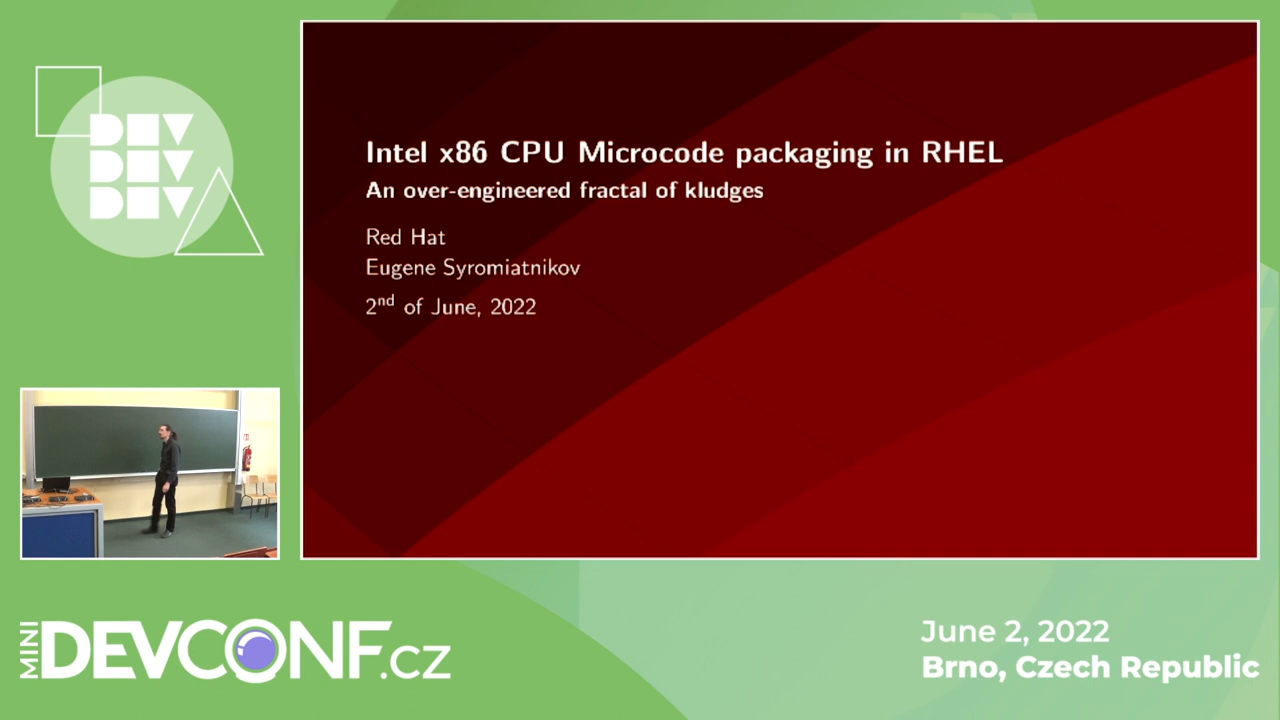 DEV
DEV
DEV
Intel x86 CPU Microcode packaging in RHEL
An over-engineered fractal of kludges
Red Hat
Eugene Syromiatnikov
2nd of June, 2022
MINI DEVCONF.CZ
June 2, 2022
Brno, Czech Republic